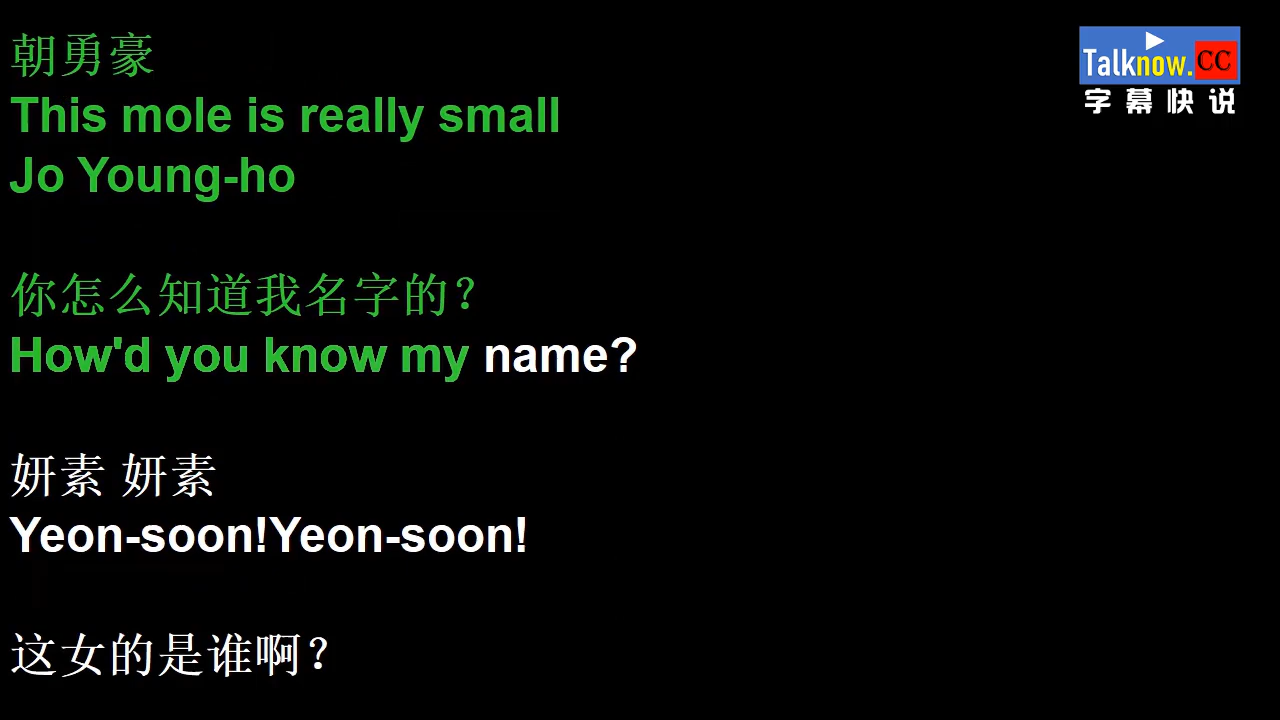 朝勇豪
This mole is really small
Jo Young-ho
你怎么知道我名字的?
How'd you know my name?
妍素 妍素
Yeon-soon!Yeon-soon!
这女的是谁啊?
Talknow.CC
字幕快说